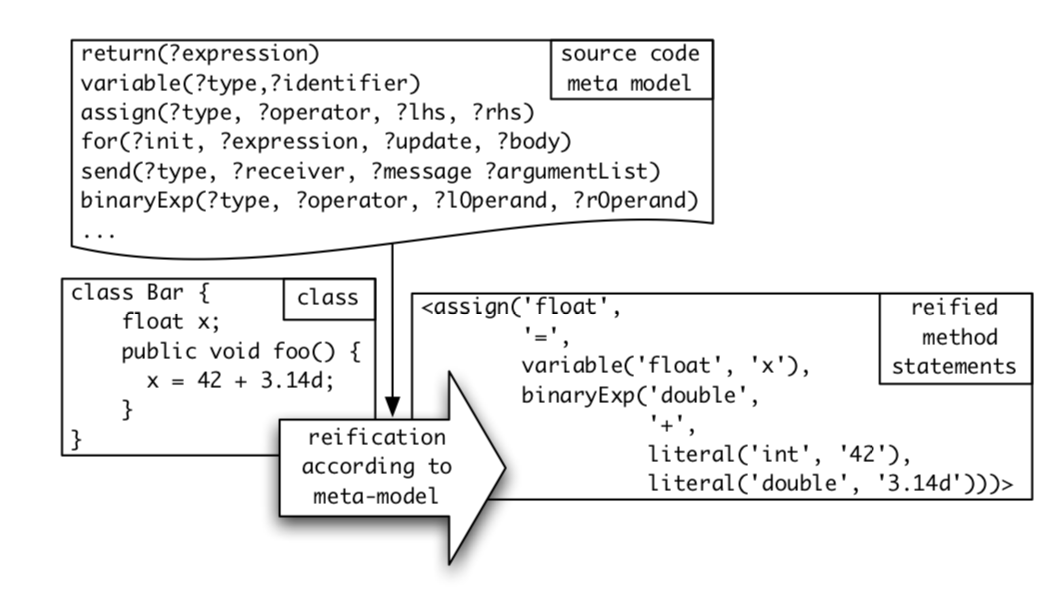 return(?expression)
variable(?type,?identifier)
assign(?type, ?operator, ?lhs, ?rhs)
for(?init, ?expression, ?update, ?body)
send(?type, ?receiver, ?message ?argumentList)
binaryExp(?type, ?operator, ?lOperand, ?rOperand)
...
source code
meta model
class Bar {
float x;
public void foo() {
x = 42 + 3.14d;
}
}
class
reification
according to
meta-model
<assign('float',
'=',
variable('float', 'x'),
binaryExp('double',
'+',
literal('int', '42'),
literal('double', '3.14d')))>
reified
method
statements